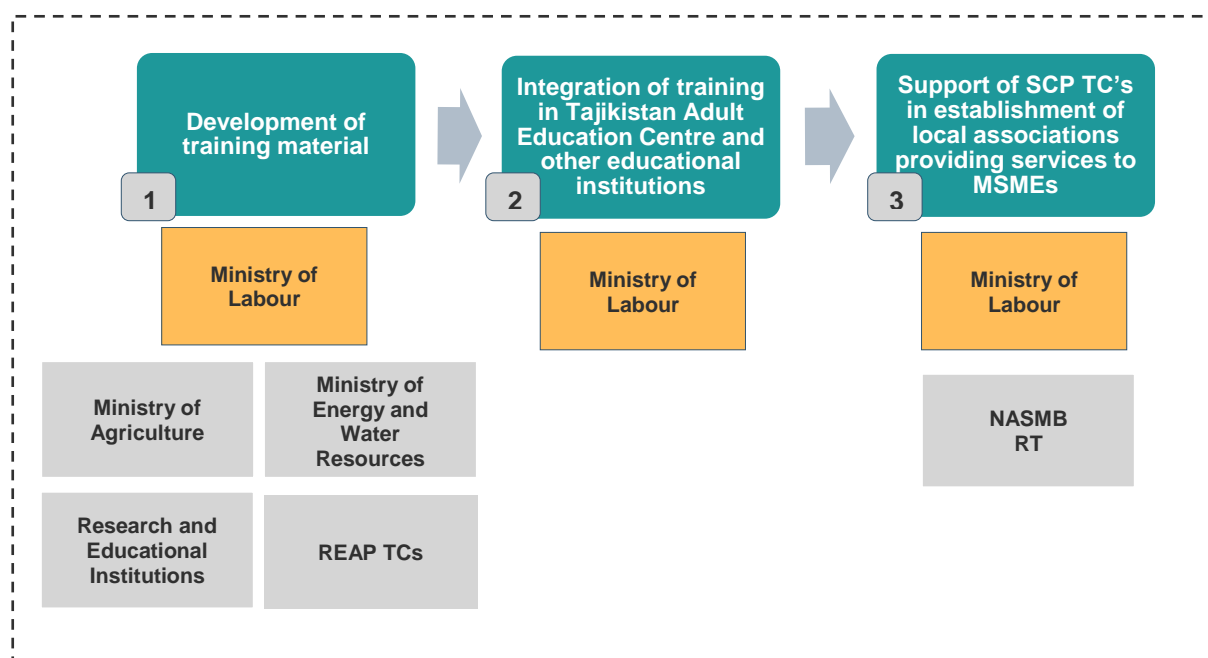 Development of
training material
1
Integration of training
in Tajikistan Adult
Education Centre and
other educational
institutions
2
Support of SCP TC’s
in establishment of
local associations
providing services to
MSMEs
3
Ministry of
Labour
Ministry of
Labour
Ministry of
Labour
Ministry of
Agriculture
Ministry of
Energy and
Water
Resources
NASMB
RT
Research and
Educational
Institutions
REAP TCs